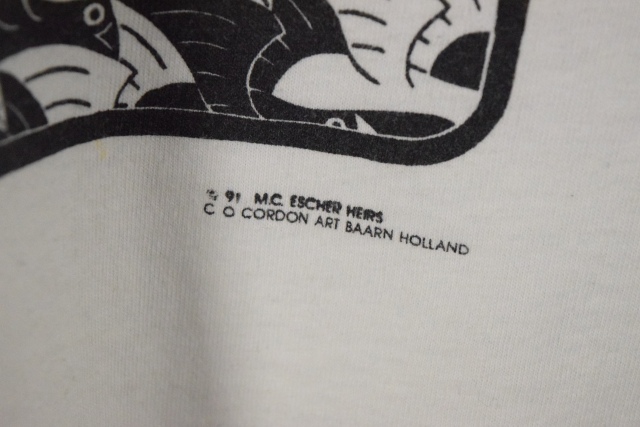 © 91 M.C. ESCHER HEIRS
C O CORDON ART BAARN HOLLAND